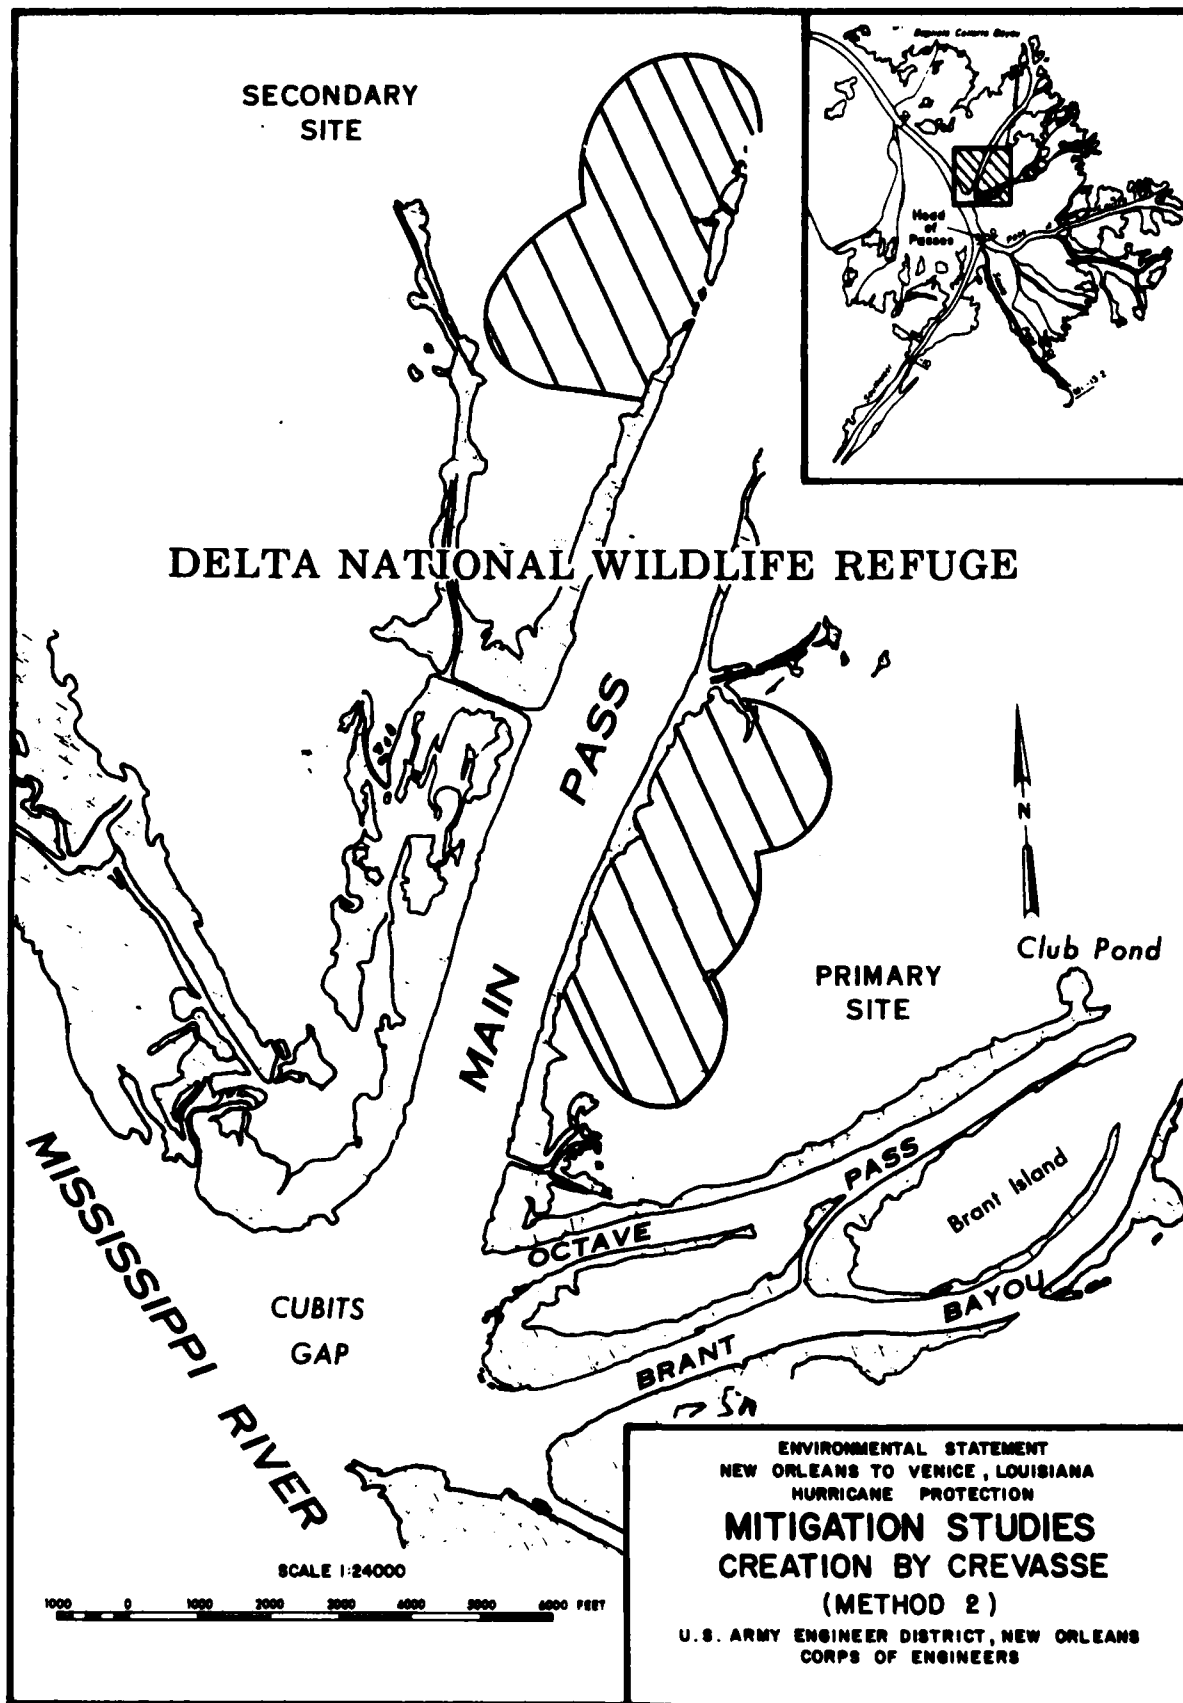 SECONDARY
SITE
Head
of
Passes
DELTA NATIONAL WILDLIFE REFUGE
MAIN PASS
N
Club Pond
PRIMARY
SITE
OCTAVE PASS
Brant Island
BRANT BAYOU
MISSISSIPPI RIVER
CUBITS
GAP
SCALE 1:24000
1000 0 1000 2000 3000 4000 5000 6000 FEET
ENVIRONMENTAL STATEMENT
NEW ORLEANS TO VENICE, LOUISIANA
HURRICANE PROTECTION
MITIGATION STUDIES
CREATION BY CREVASSE
(METHOD 2)
U.S. ARMY ENGINEER DISTRICT, NEW ORLEANS
CORPS OF ENGINEERS